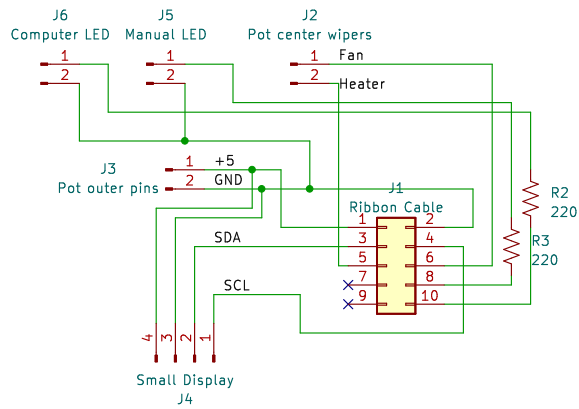 J6
Computer LED
1
2
J5
Manual LED
1
2
J2
Pot center wipers
1
2
Fan
Heater
J3
Pot outer pins
1
2
+5
GND
J1
Ribbon Cable
1 2
3 4
5 6
7 8
9 10
R2
220
R3
220
SDA
SCL
4 3 2 1
Small Display
J4